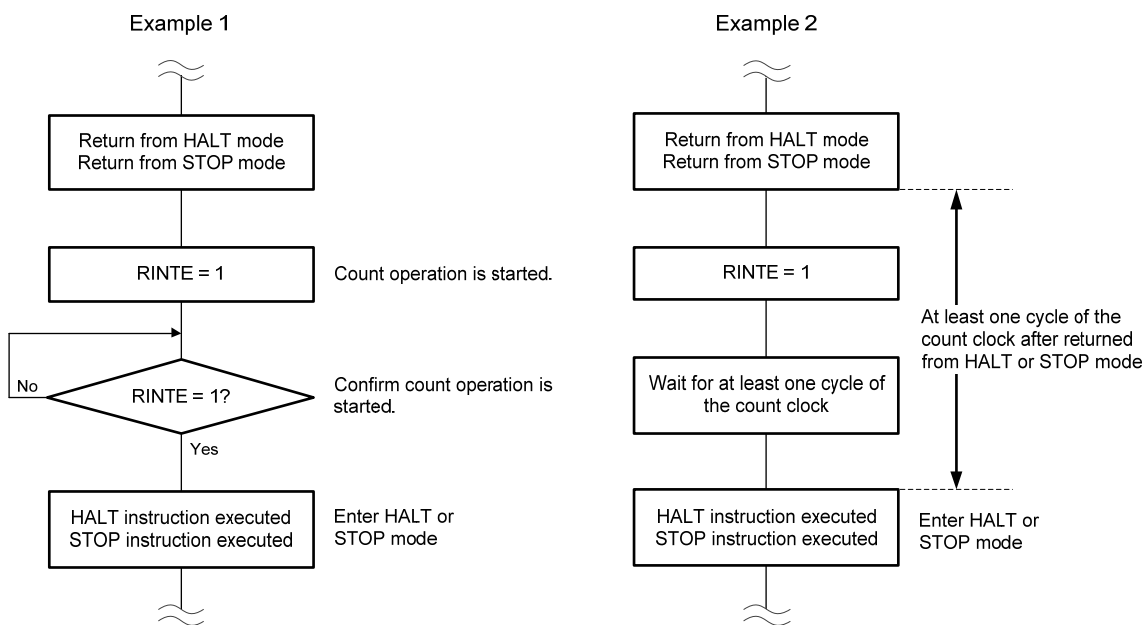 Example 1
Return from HALT mode
Return from STOP mode
RINTE = 1
Count operation is started.
No
RINTE = 1?
Confirm count operation is
started.
Yes
HALT instruction executed
STOP instruction executed
Enter HALT or
STOP mode
Example 2
Return from HALT mode
Return from STOP mode
RINTE = 1
At least one cycle of the
count clock after returned
from HALT or STOP mode
Wait for at least one cycle of
the count clock
HALT instruction executed
STOP instruction executed
Enter HALT or
STOP mode